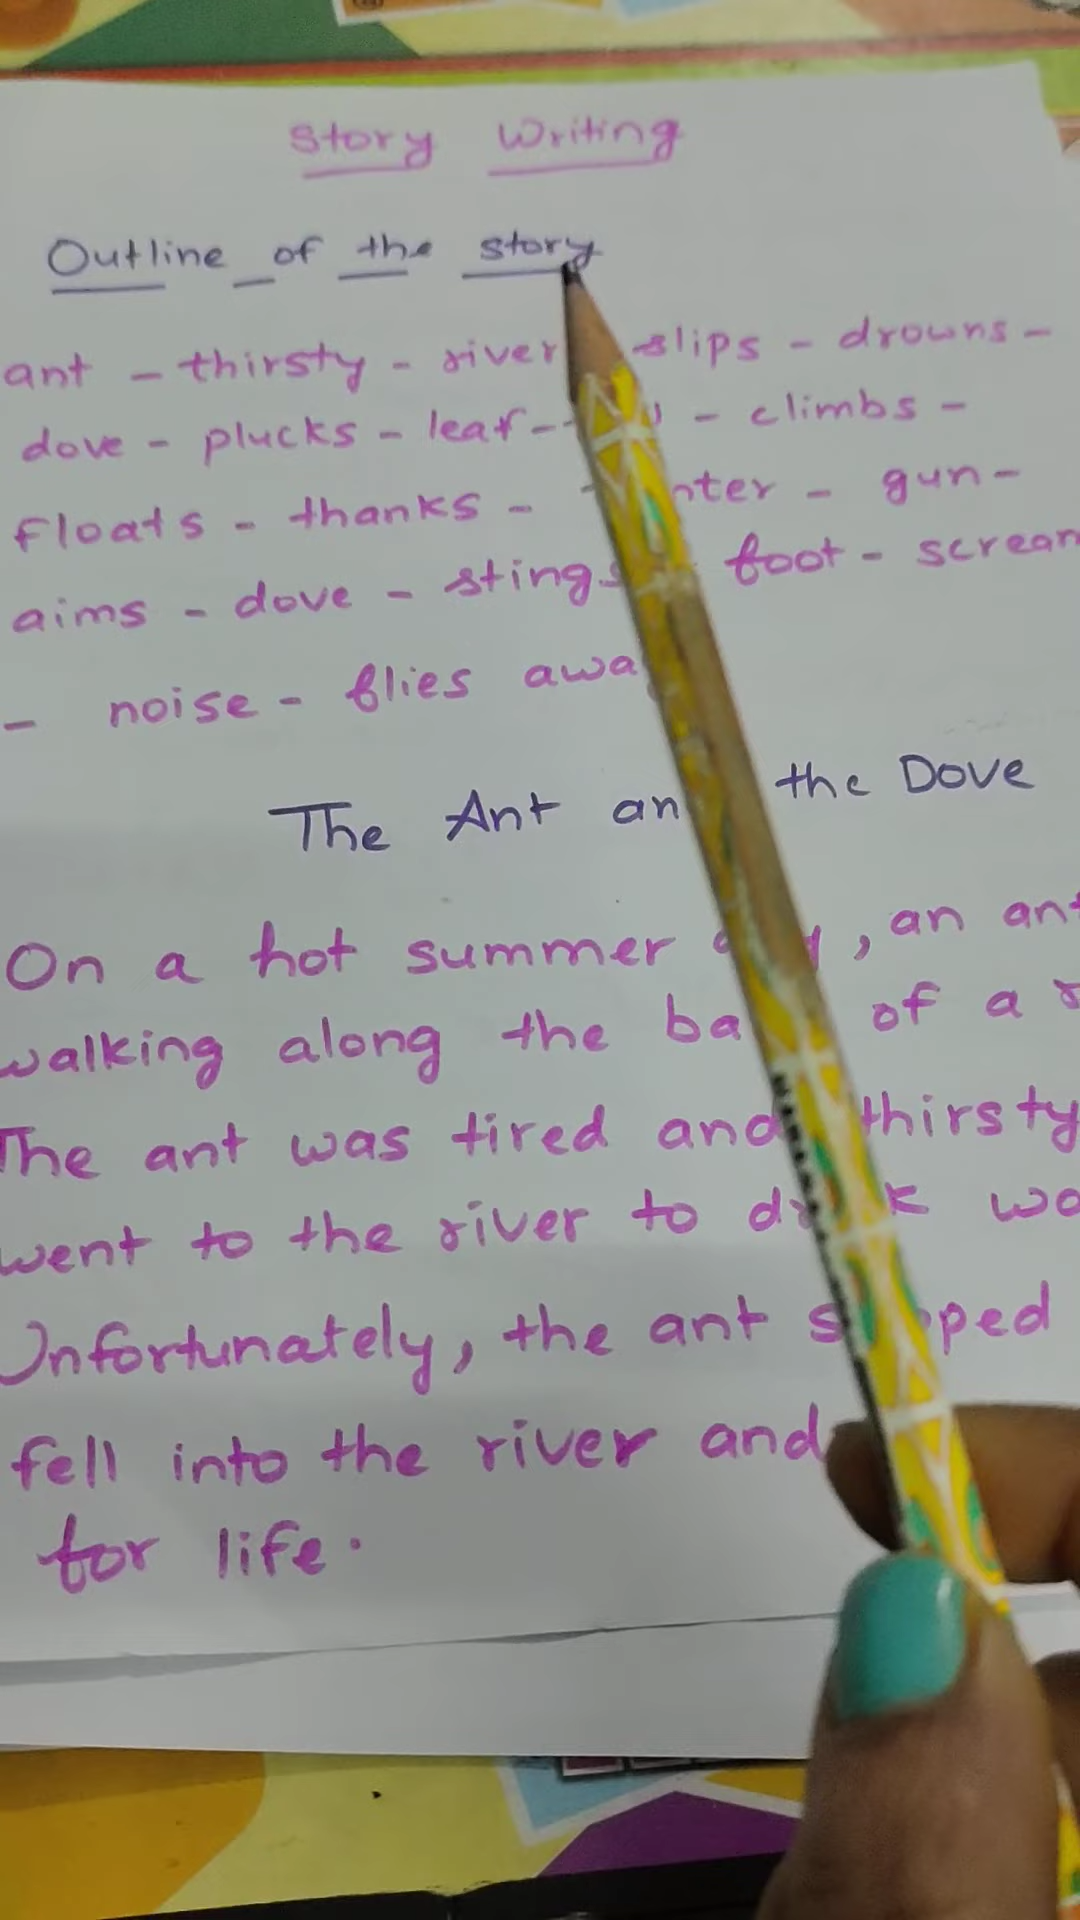 Story Writing
Outline of the story
ant - thirsty - river slips - drowns -
dove - plucks - leaf - - climbs -
floats - thanks - gun -
aims - dove - stings foot -
- noise - flies
The Ant the Dove
On a hot summer , an
walking along the of a
The ant was tired and thirsty
went to the river to
Unfortunately, the ant
fell into the river and
for life.